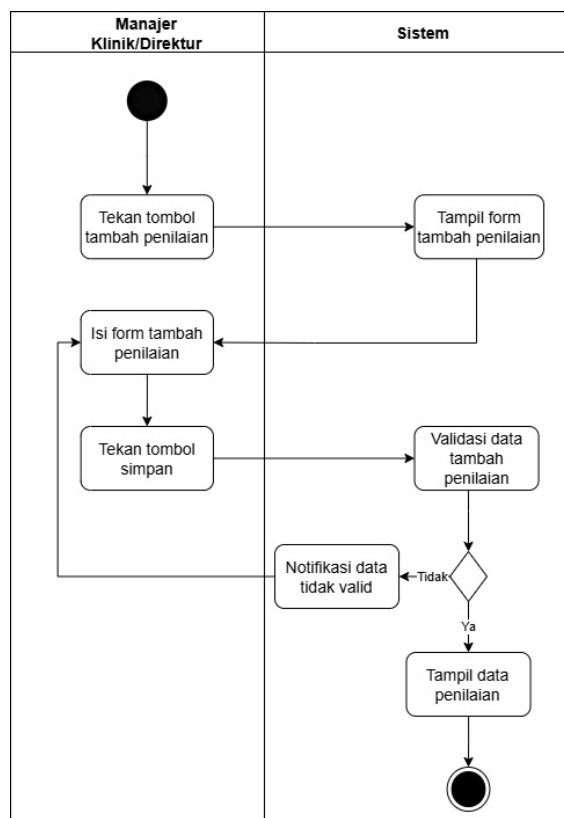 Manajer
Klinik/Direktur
Sistem
Tekan tombol
tambah penilaian
Tampil form
tambah penilaian
Isi form tambah
penilaian
Tekan tombol
simpan
Validasi data
tambah
penilaian
Notifikasi data
tidak valid
Tidak
Ya
Tampil data
penilaian